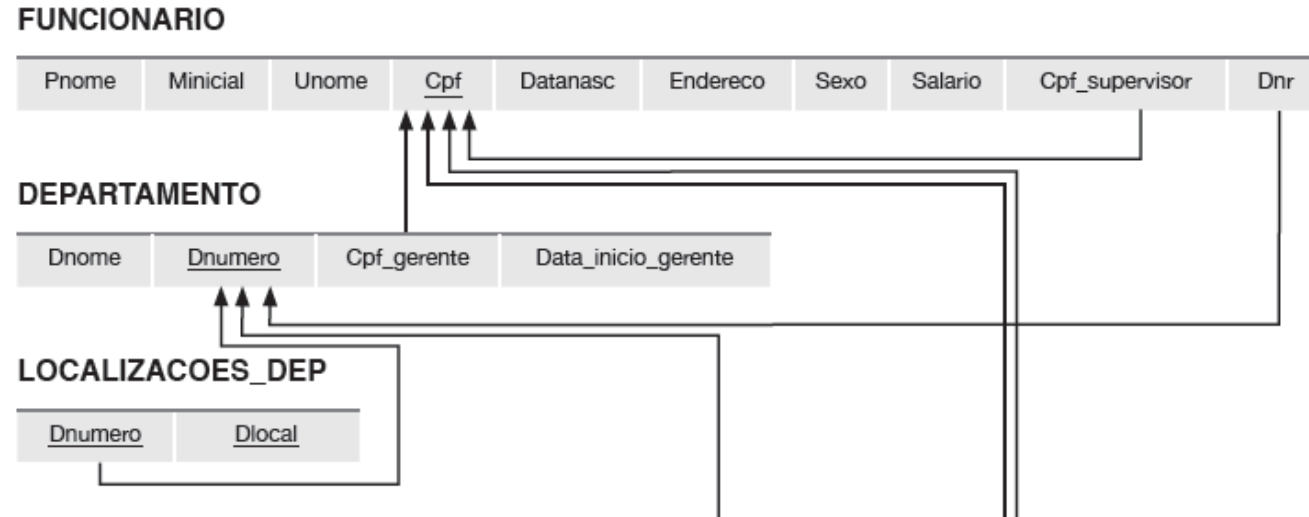 FUNCIONARIO
Pnome Minicial Unome Cpf Datanasc Endereco Sexo Salario Cpf_supervisor Dnr
DEPARTAMENTO
Dnome Dnumero Cpf_gerente Data_inicio_gerente
LOCALIZACOES_DEP
Dnumero Dlocal